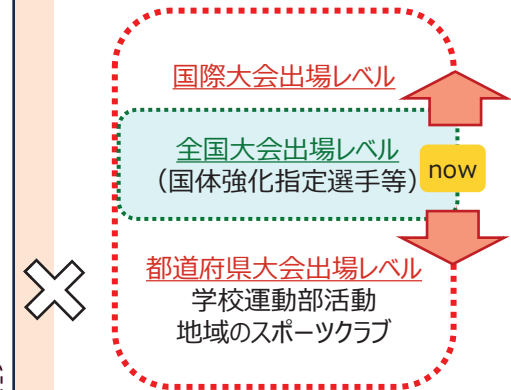 国際大会出場レベル
全国大会出場レベル
（国体強化指定選手等）
now
都道府県大会出場レベル
学校運動部活動
地域のスポーツクラブ